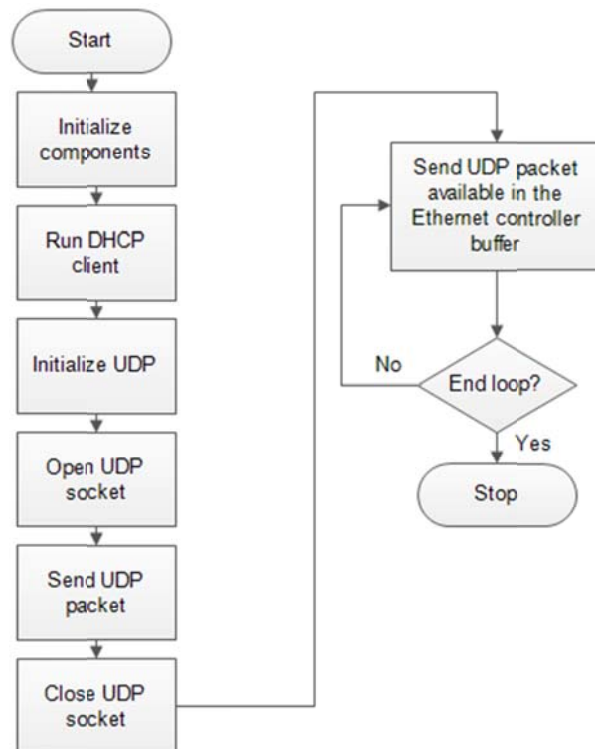 Start
Initialize
components
Run DHCP
client
Initialize UDP
Open UDP
socket
Send UDP
packet
Close UDP
socket
Send UDP packet
available in the
Ethernet controller
buffer
End loop?
No
Yes
Stop